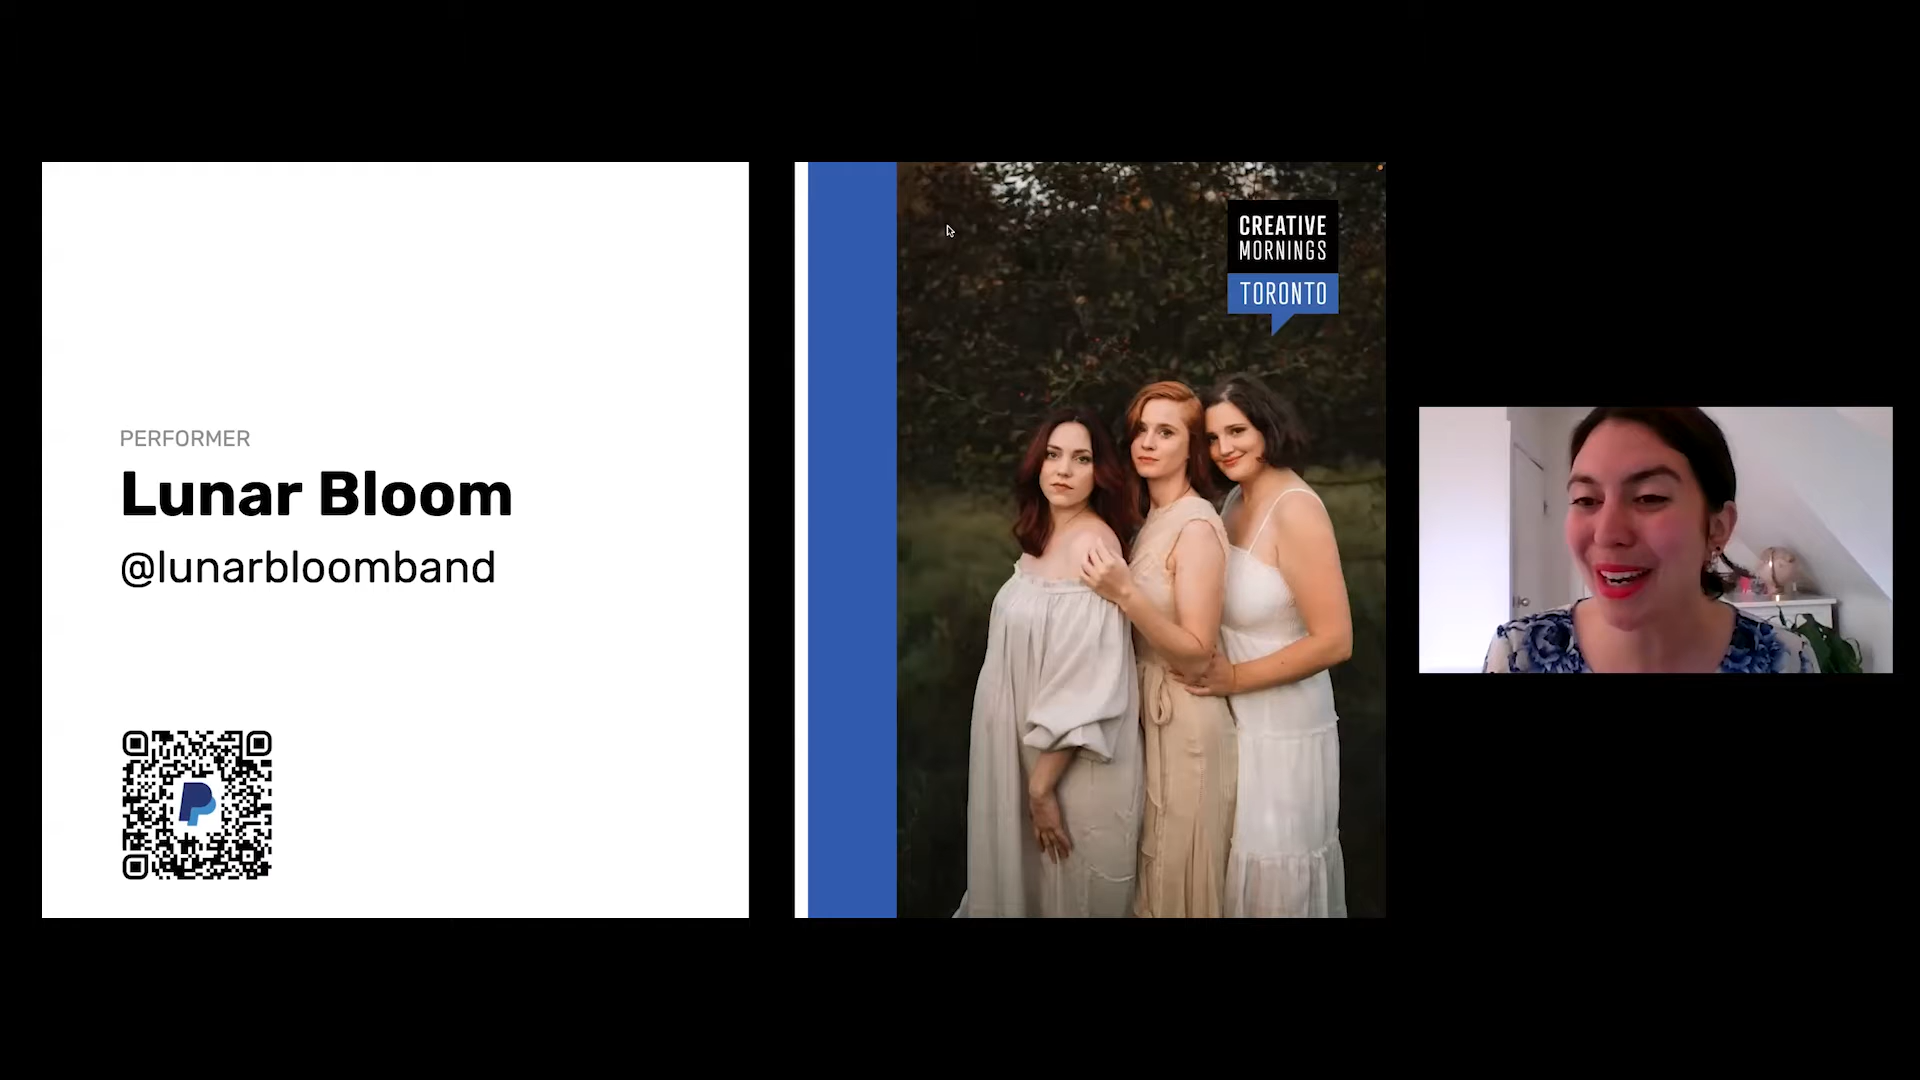 PERFORMER
Lunar Bloom
@lunarbloomband
CREATIVE
MORNINGS
TORONTO